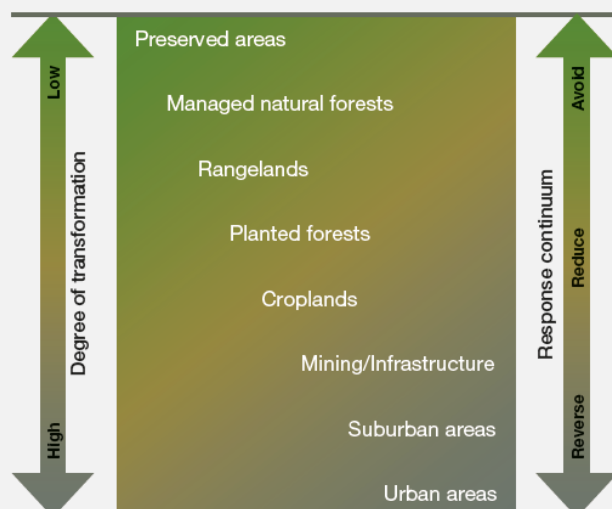 Low
High
Degree of transformation
Preserved areas
Managed natural forests
Rangelands
Planted forests
Croplands
Mining/Infrastructure
Suburban areas
Urban areas
Response continuum
Avoid
Reduce
Reverse